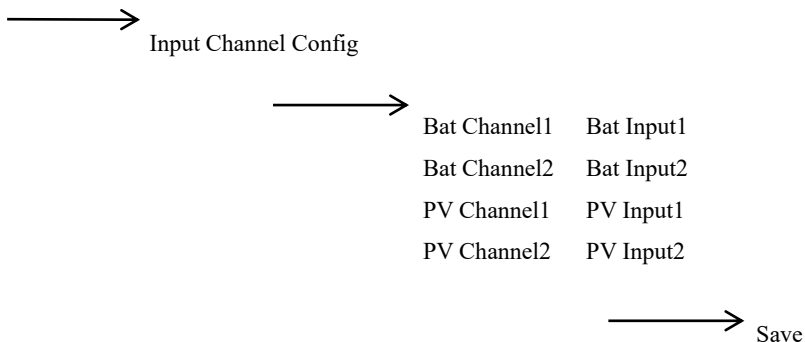 Input Channel Config
Bat Channel1 Bat Input1
Bat Channel2 Bat Input2
PV Channel1 PV Input1
PV Channel2 PV Input2
Save